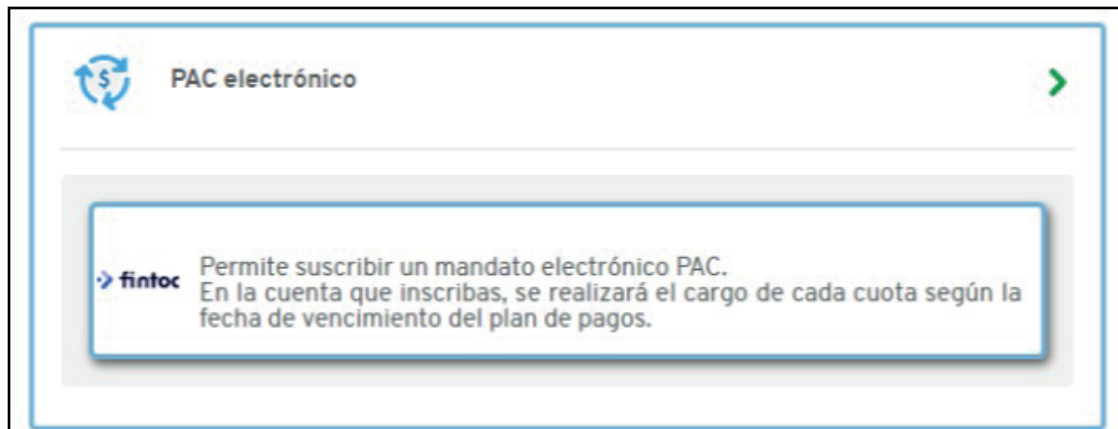 PAC electrónico
fintoc
Permite suscribir un mandato electrónico PAC.
En la cuenta que inscribas, se realizará el cargo de cada cuota según la
fecha de vencimiento del plan de pagos.